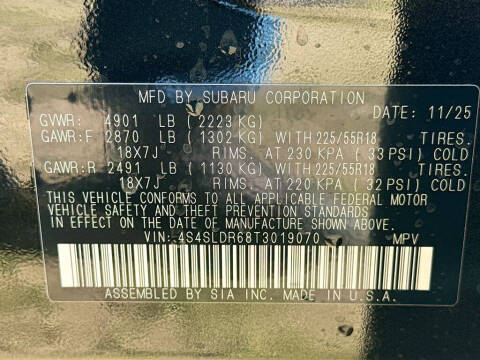 MFD BY SUBARU CORPORATION
DATE: 11/25
GVWR: 4901 LB (2223 KG)
GAWR:F 2870 LB (1302 KG) WITH 225/55R18 TIRES.
18X7J RIMS. AT 230 KPA (33 PSI) COLD
GAWR:R 2491 LB (1130 KG) WITH 225/55R18 TIRES.
18X7J RIMS. AT 220 KPA (32 PSI) COLD
THIS VEHICLE CONFORMS TO ALL APPLICABLE FEDERAL MOTOR
VEHICLE SAFETY AND THEFT PREVENTION STANDARDS
IN EFFECT ON THE DATE OF MANUFACTURE SHOWN ABOVE.
VIN: 4S4SLDR68T3019070 MPV
ASSEMBLED BY SIA INC. MADE IN U.S.A.